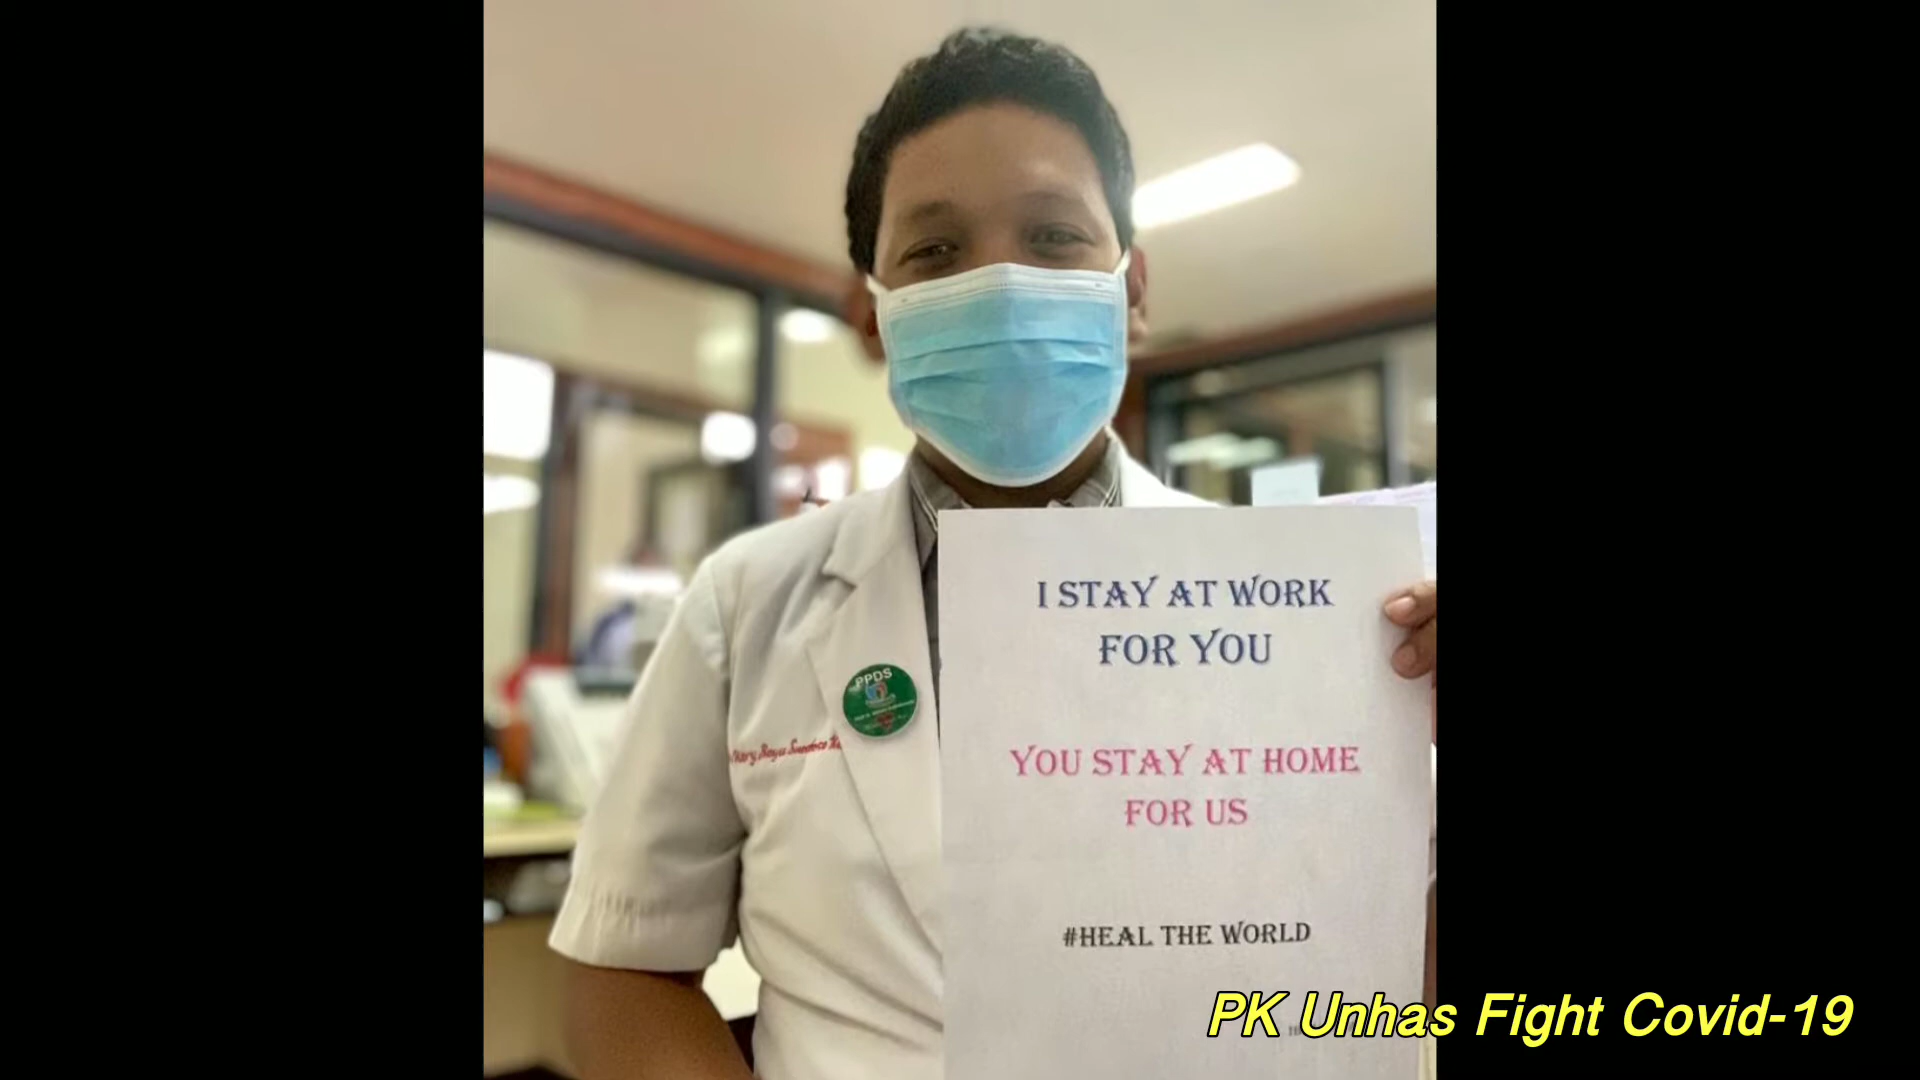 I STAY AT WORK
FOR YOU
YOU STAY AT HOME
FOR US
#HEAL THE WORLD
PPDS
PK Unhas Fight Covid-19